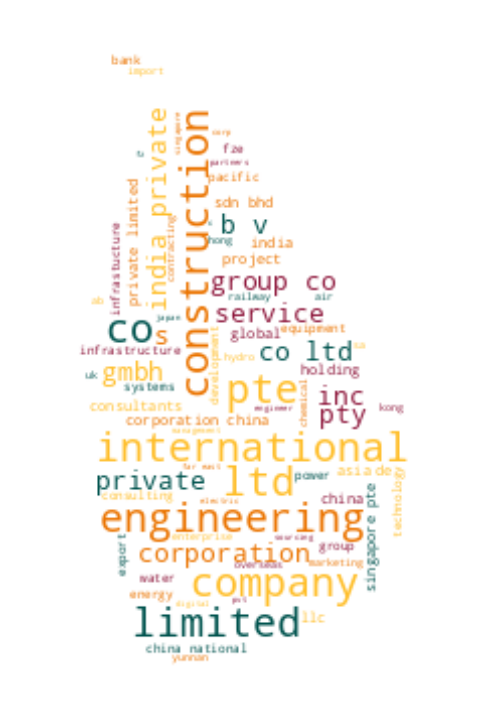 bank
import
corp
singapore
construction
india private
fze
partners
pacific
private limited
sdn bhd
b v
hong
india
contracting
infrastucture
project
group co
railway
air
ab
service
japan
co
s
global
equipment
development
infrastructure
co ltd
sa
hydro
holding
uk
gmbh
systems
pte
chemical
inc
consultants
engineer
pty
kong
corporation china
management
international
far east
private
ltd
power
asia
de
technology
consulting
electric
china
singapore pte
engineering
export
enterprise
sourcing
group
corporation
overseas
marketing
water
company
energy
digital
pvt
limited
llc
china national
yunnan